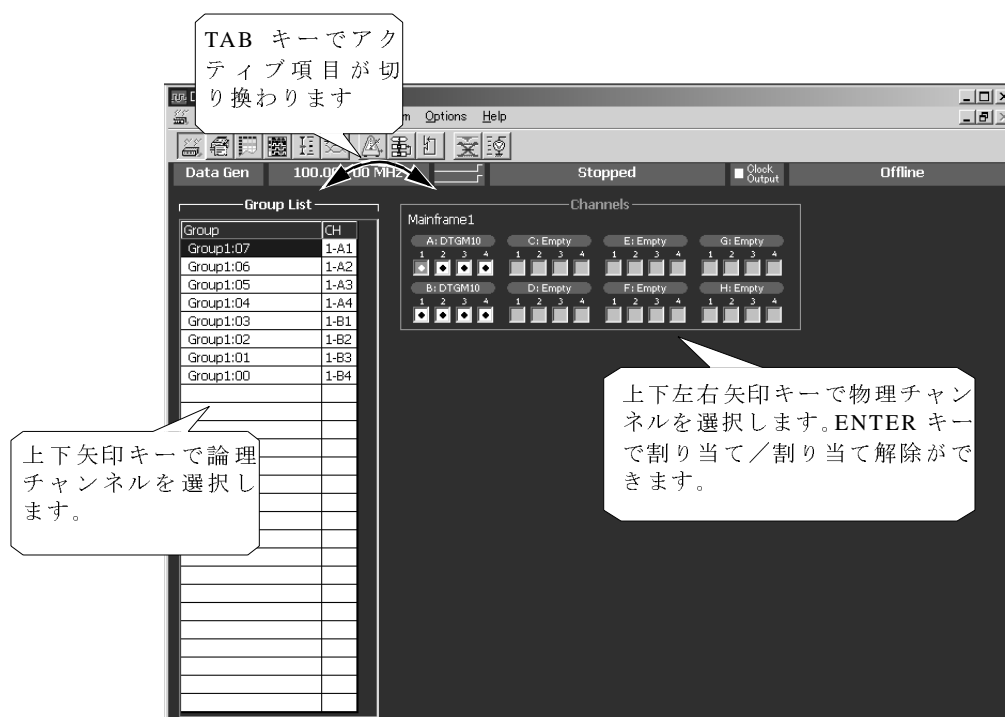 TAB キーでアク
ティブ項目が切
り換わります
Options Help
Data Gen Stopped Clock Output Offline
Group List
Group CH
Group1:07 1-A1
Group1:06 1-A2
Group1:05 1-A3
Group1:04 1-A4
Group1:03 1-B1
Group1:02 1-B2
Group1:01 1-B3
Group1:00 1-B4
Channels
Mainframe1
A: DTGM10 C: Empty E: Empty G: Empty
1 2 3 4 1 2 3 4 1 2 3 4 1 2 3 4
B: DTGM10 D: Empty F: Empty H: Empty
1 2 3 4 1 2 3 4 1 2 3 4 1 2 3 4
上下矢印キーで論理
チャンネルを選択し
ます。
上下左右矢印キーで物理チャン
ネルを選択します。ENTER キー
で割り当て／割り当て解除がで
きます。